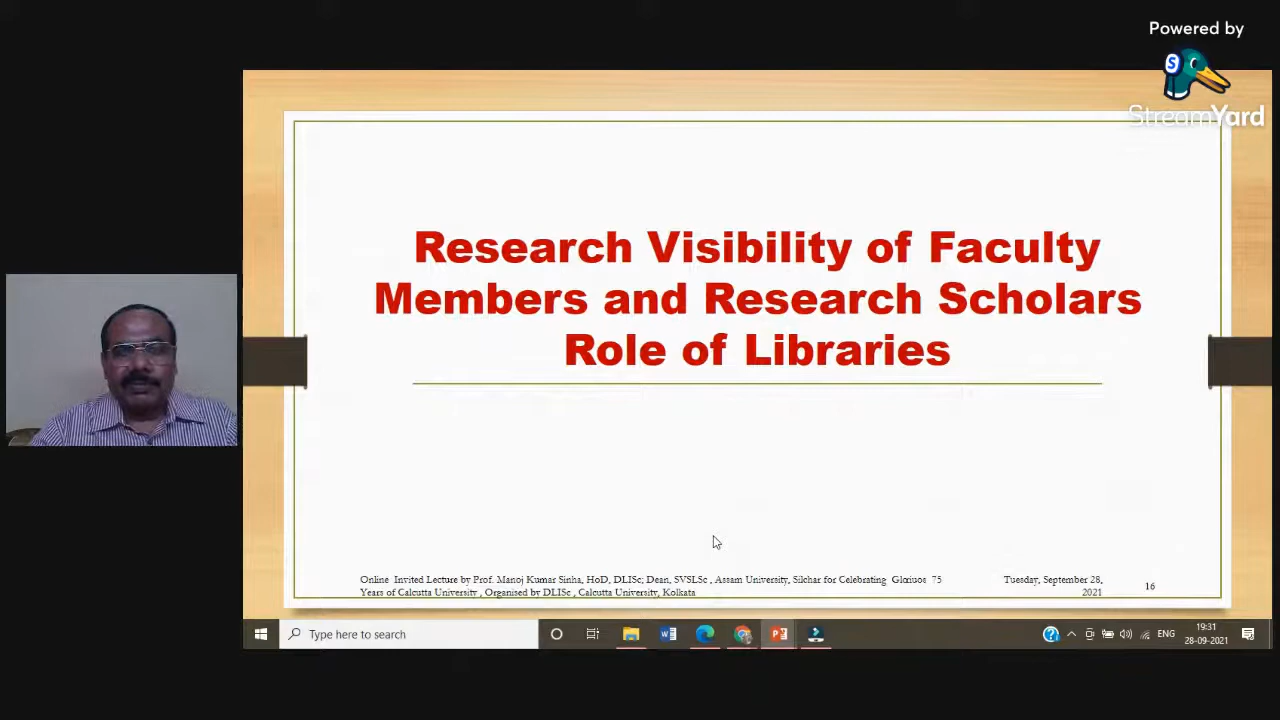 Powered by
StreamYard
Research Visibility of Faculty
Members and Research Scholars
Role of Libraries
Online Invited Lecture by Prof. Manoj Kumar Sinha, HoD, DLISc; Dean, SVSLSc , Assam University, Silchar for Celebrating Glαιιous 75
Years of Calcutta University , Organised by DLISc , Calcutta University, Kolkata
Tuesday, September 28,
2021
16
Type here to search
ENG
19:31
28-09-2021